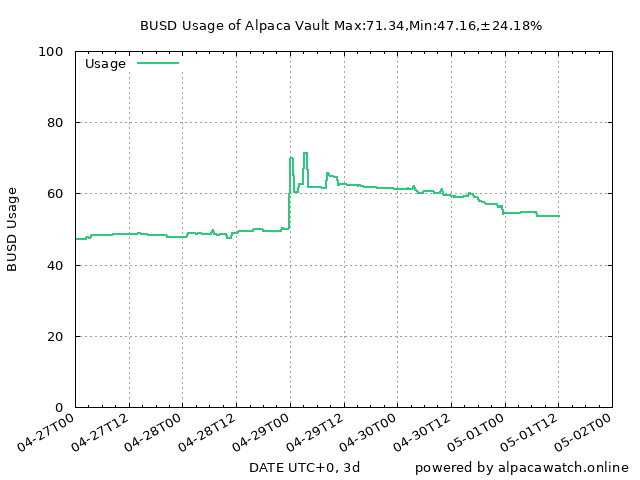 BUSD Usage of Alpaca Vault Max:71.34,Min:47.16,±24.18%
Usage
100
80
60
40
20
0
BUSD Usage
04-27T00
04-27T12
04-28T00
04-28T12
04-29T00
04-29T12
04-30T00
04-30T12
05-01T00
05-01T12
05-02T00
DATE UTC+0, 3d
powered by alpacawatch.online